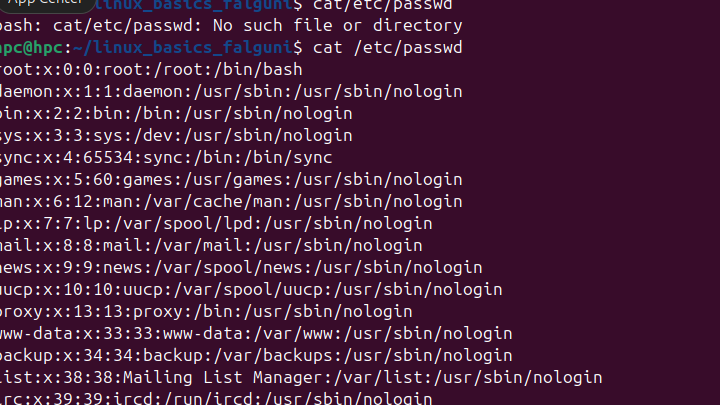 App Center
/linux_basics_falguni$ cat/etc/passwd
bash: cat/etc/passwd: No such file or directory
hpc@hpc:~/linux_basics_falguni$ cat /etc/passwd
root:x:0:0:root:/root:/bin/bash
daemon:x:1:1:daemon:/usr/sbin:/usr/sbin/nologin
bin:x:2:2:bin:/bin:/usr/sbin/nologin
sys:x:3:3:sys:/dev:/usr/sbin/nologin
sync:x:4:65534:sync:/bin:/bin/sync
games:x:5:60:games:/usr/games:/usr/sbin/nologin
man:x:6:12:man:/var/cache/man:/usr/sbin/nologin
lp:x:7:7:lp:/var/spool/lpd:/usr/sbin/nologin
mail:x:8:8:mail:/var/mail:/usr/sbin/nologin
news:x:9:9:news:/var/spool/news:/usr/sbin/nologin
uucp:x:10:10:uucp:/var/spool/uucp:/usr/sbin/nologin
proxy:x:13:13:proxy:/bin:/usr/sbin/nologin
www-data:x:33:33:www-data:/var/www:/usr/sbin/nologin
backup:x:34:34:backup:/var/backups:/usr/sbin/nologin
list:x:38:38:Mailing List Manager:/var/list:/usr/sbin/nologin
irc:x:39:39:ircd:/run/ircd:/usr/sbin/nologin